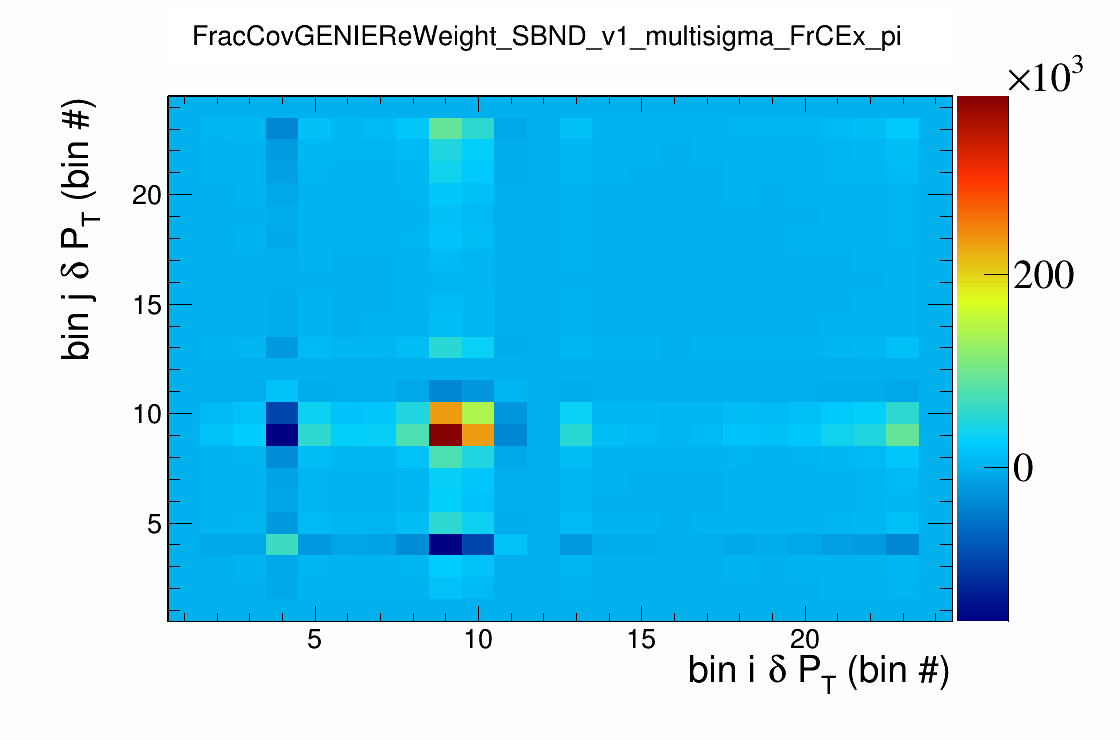 FracCovGENIEReWeight_SBND_v1_multisigma_FrCEx_pi
×10³
bin j δ P_T (bin #)
20
15
10
5
200
0
5 10 15 20
bin i δ P_T (bin #)